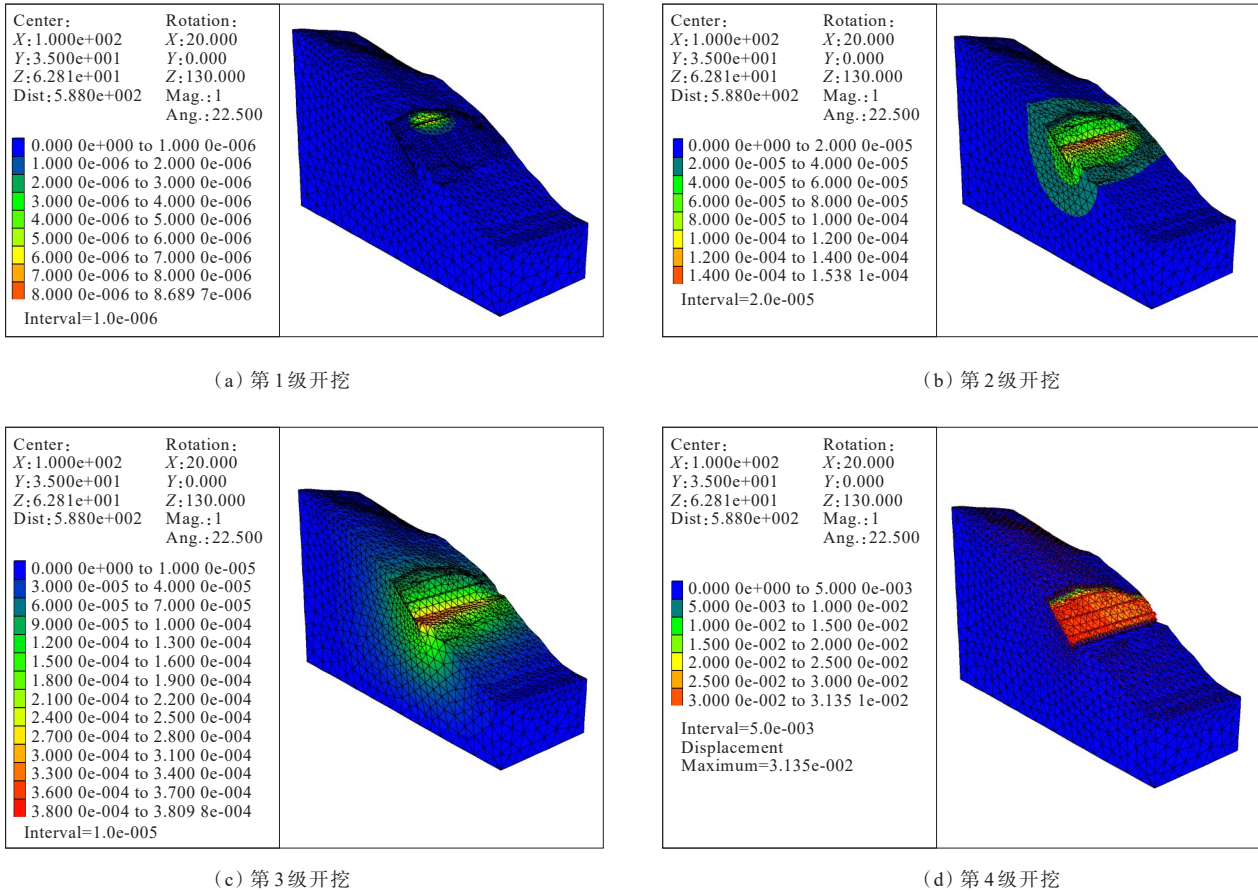 Center:
Rotation:
X:1.000e+002
X:20.000
Y:3.500e+001
Y:0.000
Z:6.281e+001
Z:130.000
Dist:5.880e+002
Mag.:1
Ang.:22.500
0.000 0e+000 to 1.000 0e-006
1.000 0e-006 to 2.000 0e-006
2.000 0e-006 to 3.000 0e-006
3.000 0e-006 to 4.000 0e-006
4.000 0e-006 to 5.000 0e-006
5.000 0e-006 to 6.000 0e-006
6.000 0e-006 to 7.000 0e-006
7.000 0e-006 to 8.000 0e-006
8.000 0e-006 to 8.689 7e-006
Interval=1.0e-006
(a) 第1级开挖
Center:
Rotation:
X:1.000e+002
X:20.000
Y:3.500e+001
Y:0.000
Z:6.281e+001
Z:130.000
Dist:5.880e+002
Mag.:1
Ang.:22.500
0.000 0e+000 to 2.000 0e-005
2.000 0e-005 to 4.000 0e-005
4.000 0e-005 to 6.000 0e-005
6.000 0e-005 to 8.000 0e-005
8.000 0e-005 to 1.000 0e-004
1.000 0e-004 to 1.200 0e-004
1.200 0e-004 to 1.400 0e-004
1.400 0e-004 to 1.538 1e-004
Interval=2.0e-005
(b) 第2级开挖
Center:
Rotation:
X:1.000e+002
X:20.000
Y:3.500e+001
Y:0.000
Z:6.281e+001
Z:130.000
Dist:5.880e+002
Mag.:1
Ang.:22.500
0.000 0e+000 to 1.000 0e-005
3.000 0e-005 to 4.000 0e-005
6.000 0e-005 to 7.000 0e-005
9.000 0e-005 to 1.000 0e-004
1.200 0e-004 to 1.300 0e-004
1.500 0e-004 to 1.600 0e-004
1.800 0e-004 to 1.900 0e-004
2.100 0e-004 to 2.200 0e-004
2.400 0e-004 to 2.500 0e-004
2.700 0e-004 to 2.800 0e-004
3.000 0e-004 to 3.100 0e-004
3.300 0e-004 to 3.400 0e-004
3.600 0e-004 to 3.700 0e-004
3.800 0e-004 to 3.809 8e-004
Interval=1.0e-005
(c) 第3级开挖
Center:
Rotation:
X:1.000e+002
X:20.000
Y:3.500e+001
Y:0.000
Z:6.281e+001
Z:130.000
Dist:5.880e+002
Mag.:1
Ang.:22.500
0.000 0e+000 to 5.000 0e-003
5.000 0e-003 to 1.000 0e-002
1.000 0e-002 to 1.500 0e-002
1.500 0e-002 to 2.000 0e-002
2.000 0e-002 to 2.500 0e-002
2.500 0e-002 to 3.000 0e-002
3.000 0e-002 to 3.135 1e-002
Interval=5.0e-003
Displacement
Maximum=3.135e-002
(d) 第4级开挖